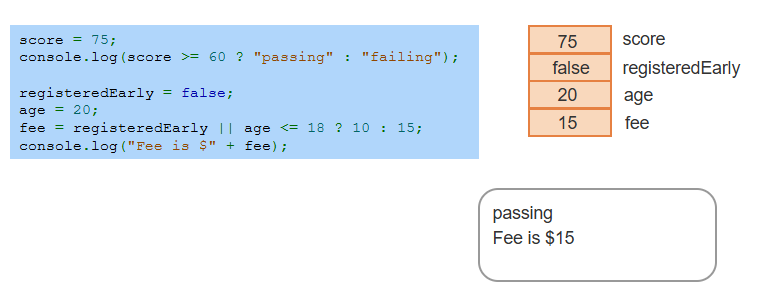 score = 75;
console.log(score >= 60 ? "passing" : "failing");
registeredEarly = false;
age = 20;
fee = registeredEarly || age <= 18 ? 10 : 15;
console.log("Fee is $" + fee);
75 score
false registeredEarly
20 age
15 fee
passing
Fee is $15